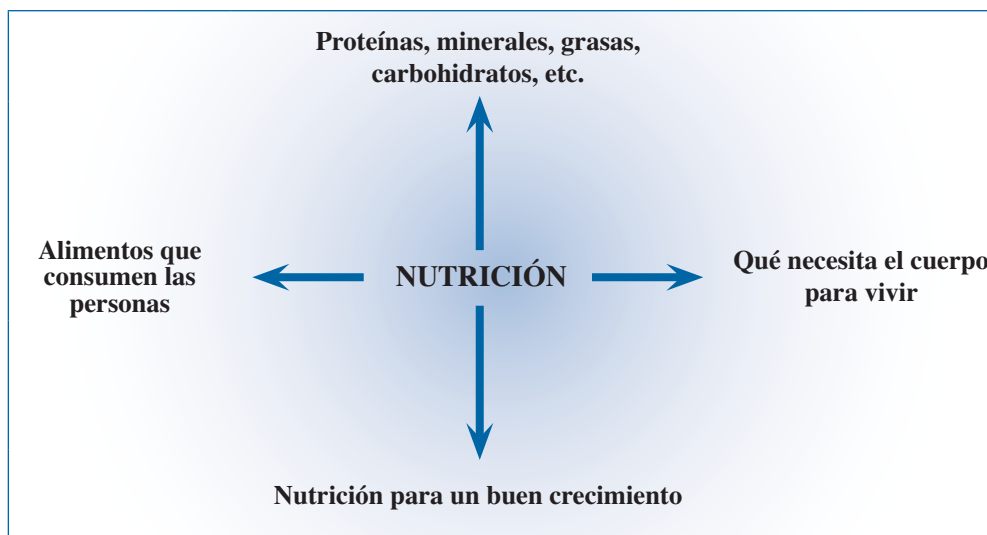 Proteínas, minerales, grasas,
carbohidratos, etc.
Alimentos que
consumen las
personas
NUTRICIÓN
Qué necesita el cuerpo
para vivir
Nutrición para un buen crecimiento